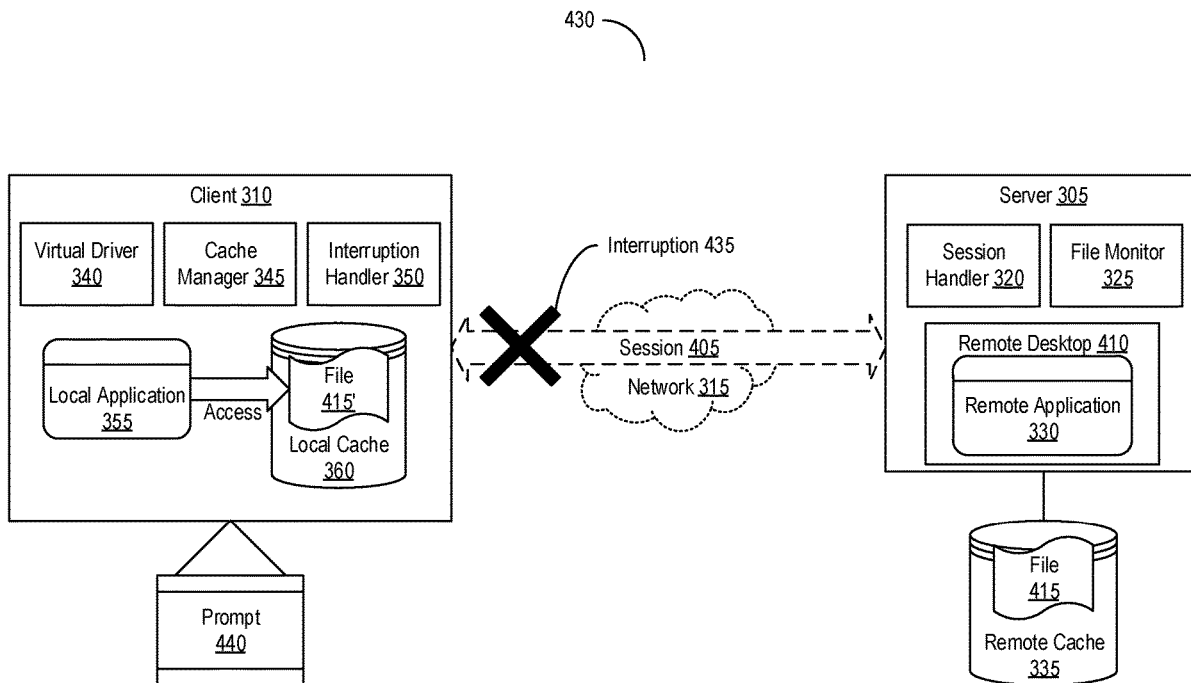 430
Client 310
Virtual Driver
340
Cache
Manager 345
Interruption
Handler 350
Local Application
355
Access
File
415'
Local Cache
360
Prompt
440
Interruption 435
Session 405
Network 315
Server 305
Session
Handler 320
File Monitor
325
Remote Desktop 410
Remote Application
330
File
415
Remote Cache
335